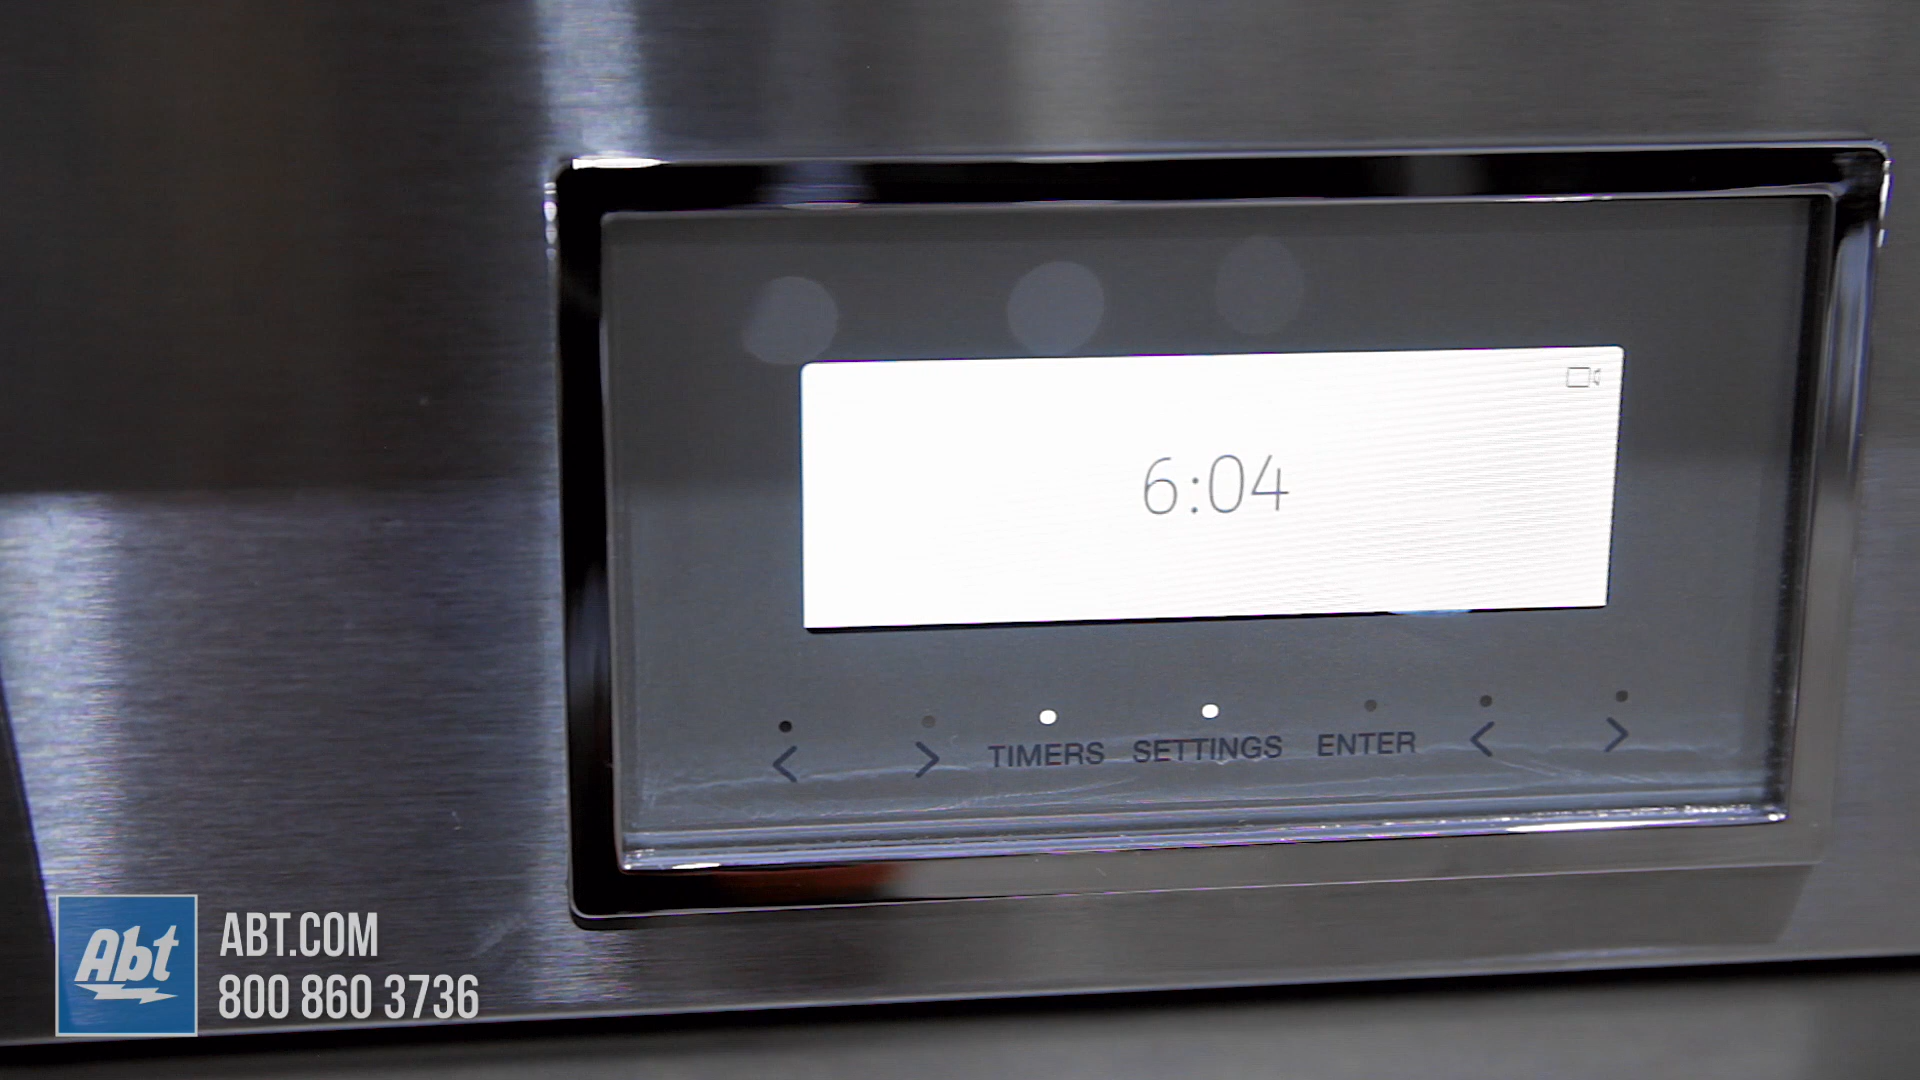 6:04
< > TIMERS SETTINGS ENTER < >
Abt
ABT.COM
800 860 3736